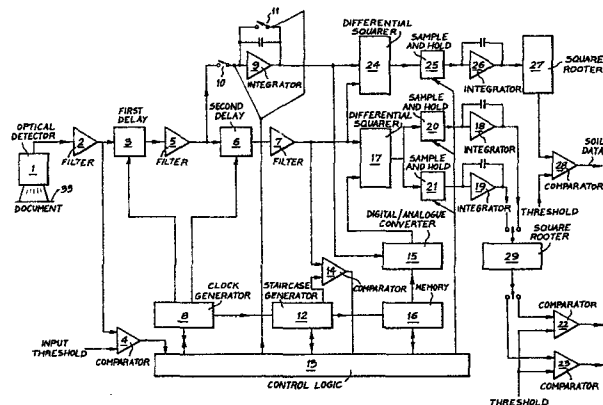 11
10
9
INTEGRATOR
DIFFERENTIAL
SQUARER
24
SAMPLE
AND HOLD
25
26
INTEGRATOR
27
SQUARE
ROOTER
OPTICAL
DETECTOR
1
DOCUMENT
2
FILTER
FIRST DELAY
3
5
FILTER
SECOND
DELAY
6
7
FILTER
DIFFERENTIAL
SQUARER
17
SAMPLE
AND HOLD
20
18
INTEGRATOR
SAMPLE
AND HOLD
21
19
INTEGRATOR
28
COMPARATOR
SOIL
DATA
THRESHOLD
SQUARE
ROOTER
29
DIGITAL/ANALOGUE
CONVERTER
15
14
COMPARATOR
CLOCK
GENERATOR
8
STAIRCASE
GENERATOR
12
MEMORY
16
INPUT
THRESHOLD
4
COMPARATOR
13
CONTROL LOGIC
COMPARATOR
22
23
COMPARATOR
THRESHOLD